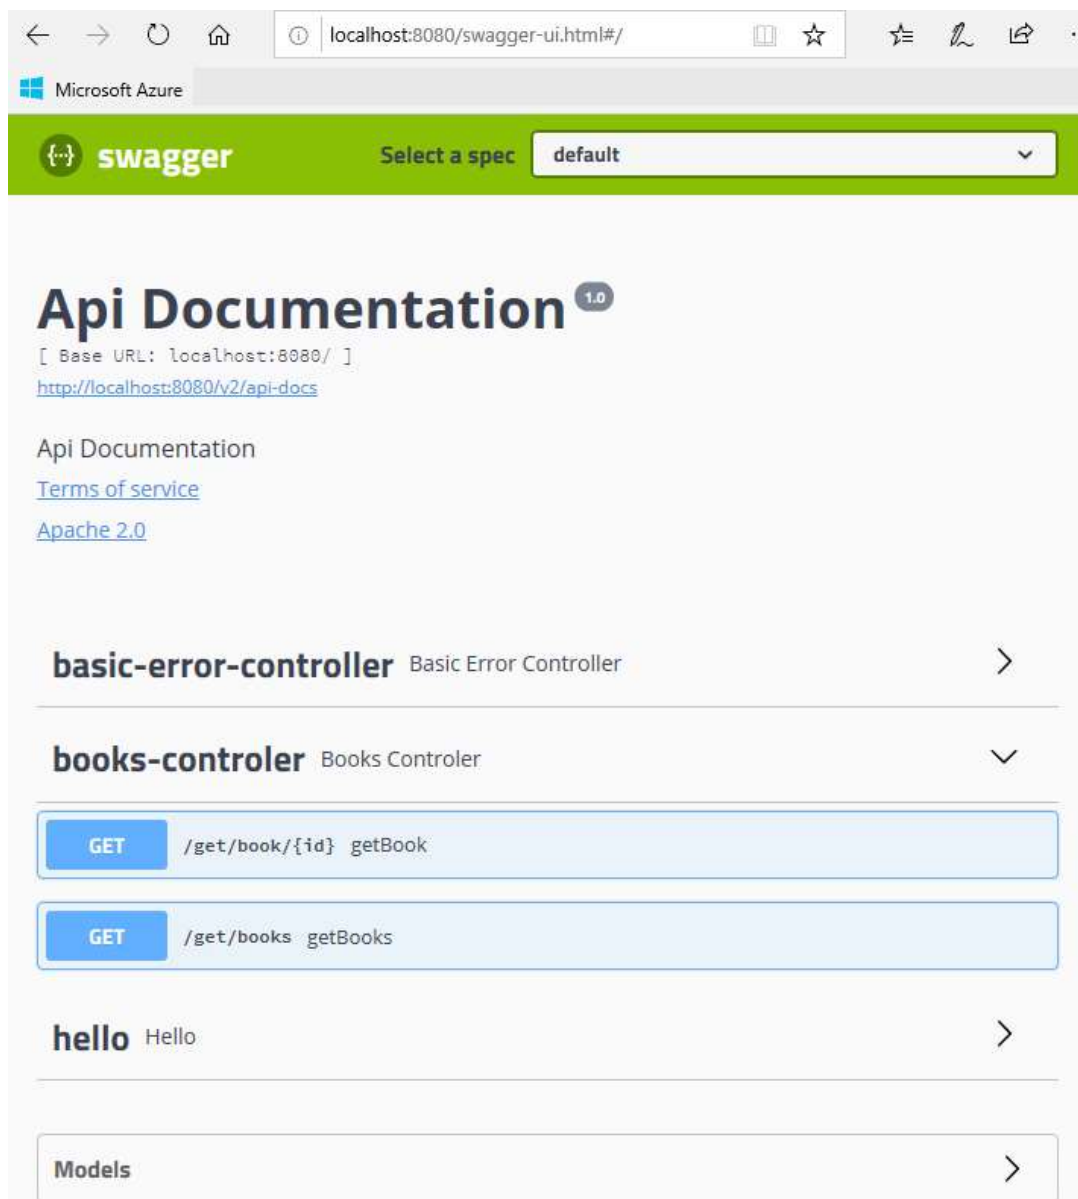 localhost:8080/swagger-ui.html#/
Microsoft Azure
{···} swagger Select a spec default
Api Documentation 1.0
[ Base URL: localhost:8080/ ]
http://localhost:8080/v2/api-docs
Api Documentation
Terms of service
Apache 2.0
basic-error-controller Basic Error Controller
books-controler Books Controler
GET /get/book/{id} getBook
GET /get/books getBooks
hello Hello
Models